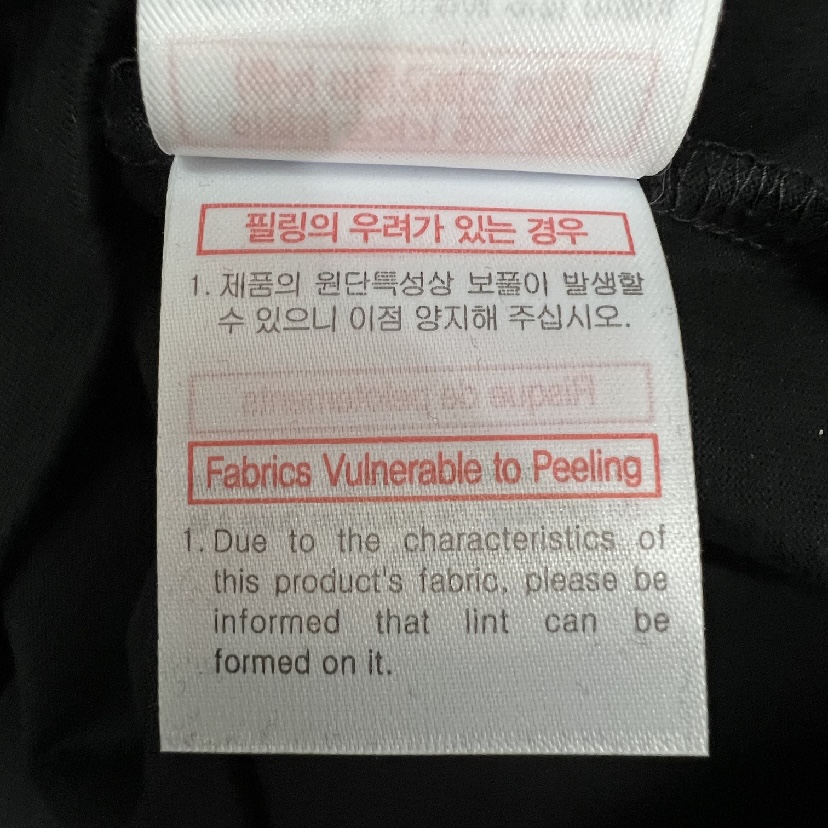 필링의 우려가 있는 경우
1. 제품의 원단특성상 보풀이 발생할
수 있으니 이점 양지해 주십시오.
Risque de pelotements
Fabrics Vulnerable to Peeling
1. Due to the characteristics of
this product's fabric, please be
informed that lint can be
formed on it.